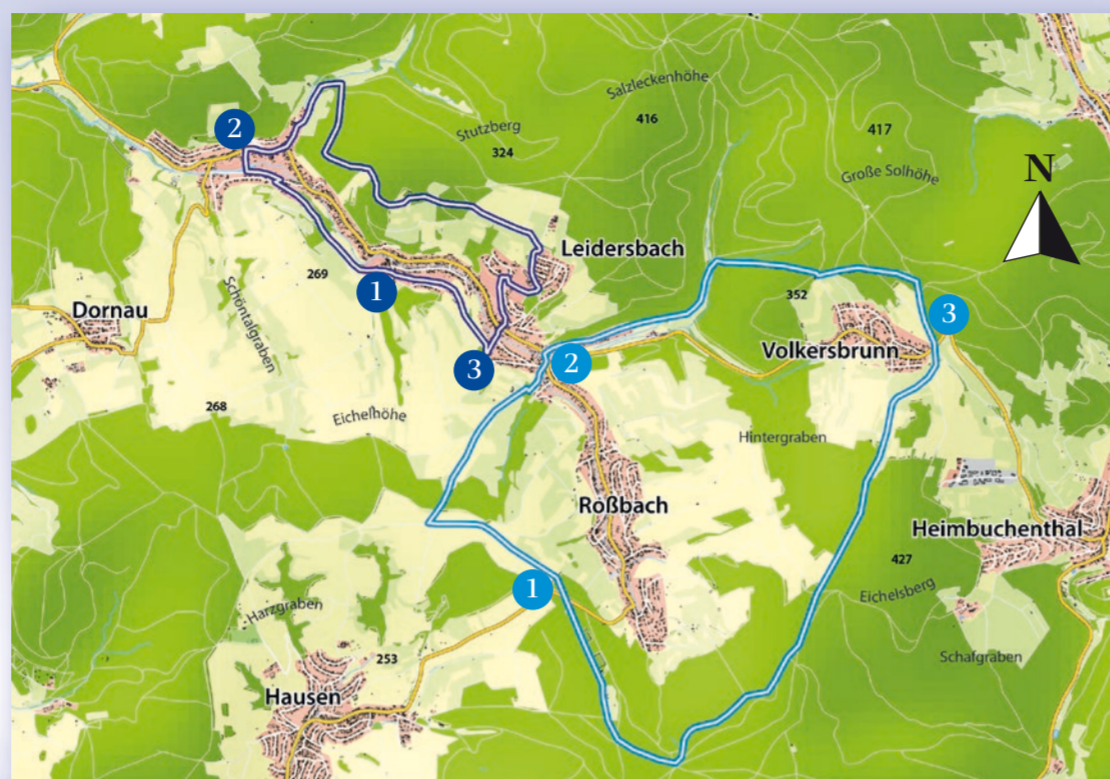 Salzleckenhöhe
2
416
Stutzberg
417
324
Große Solhöhe
N
Leidersbach
269
1
352
Schöntalgraben
Dornau
3
3
2
Volkersbrunn
268
Eichelhöhe
Hintergraben
Roßbach
Heimbuchenthal
427
1
Eichelsberg
Harzgraben
253
Schafgraben
Hausen